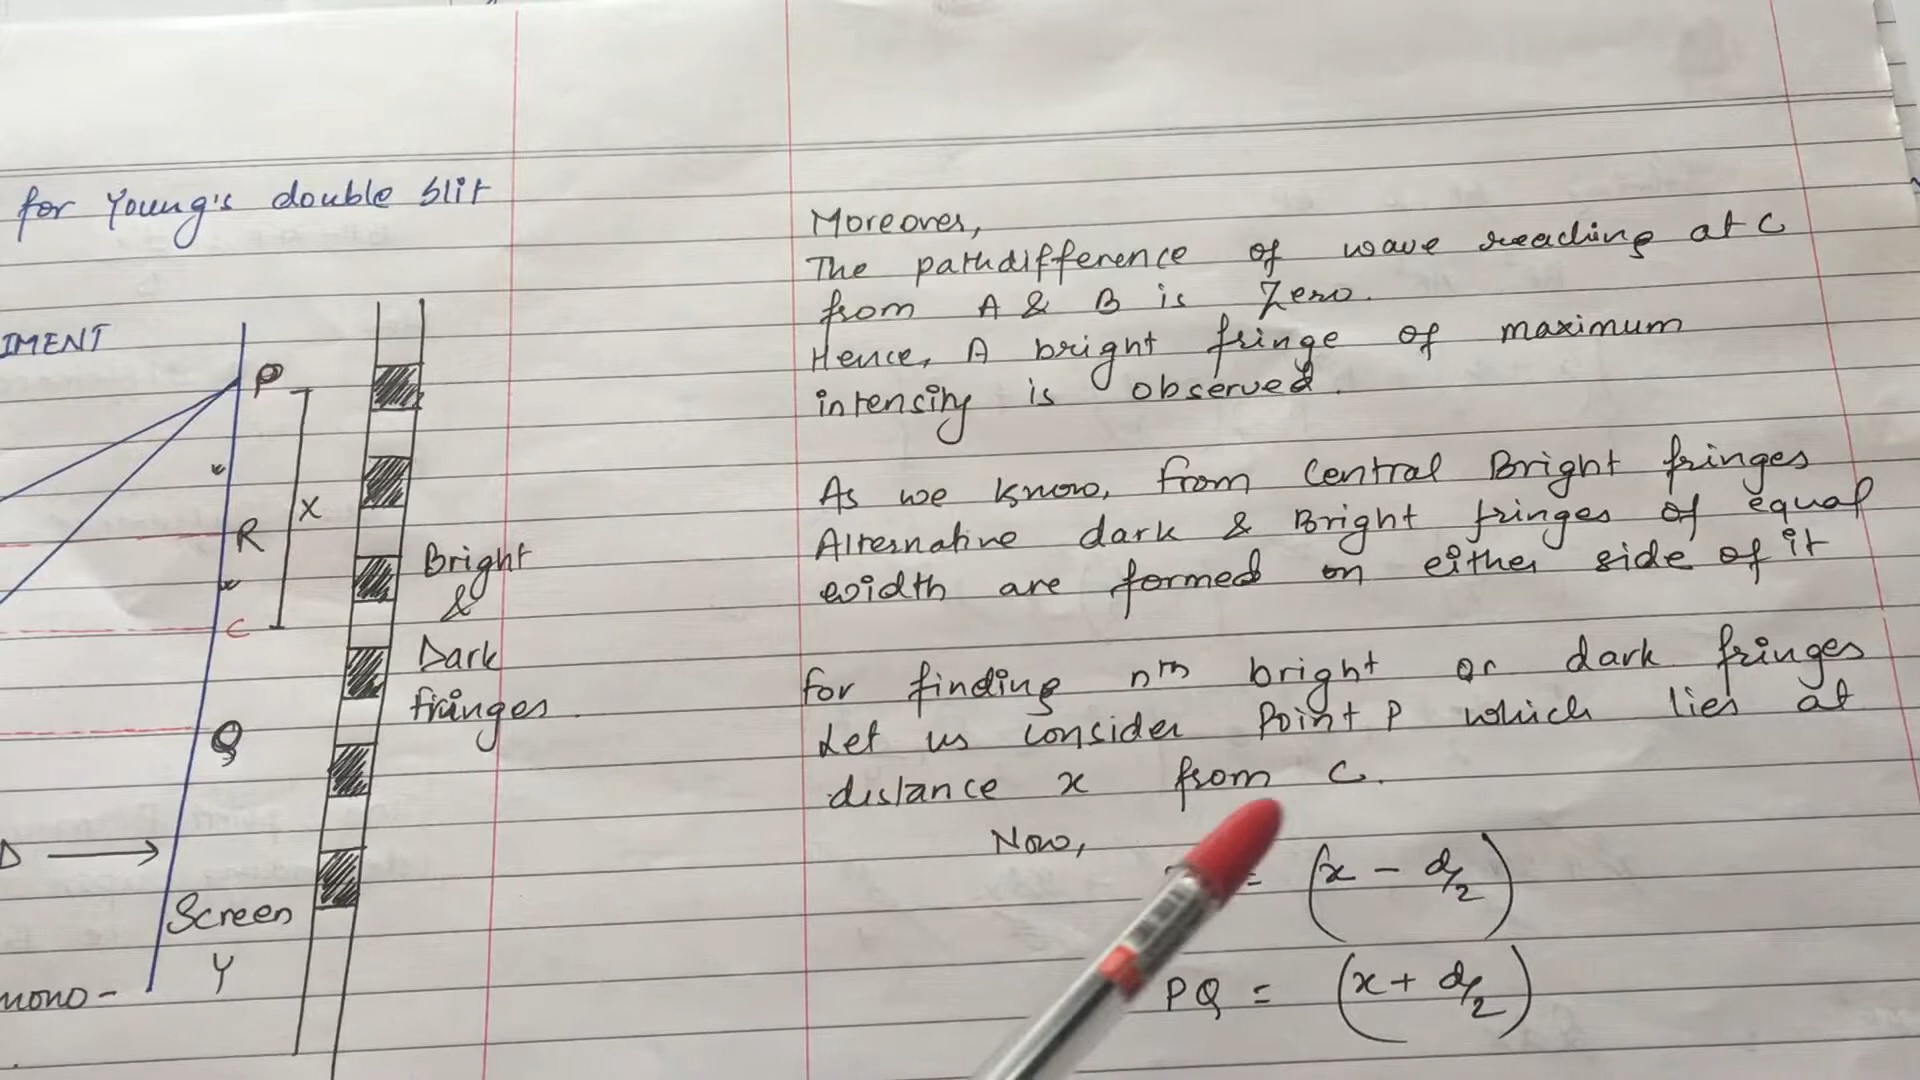 for Young's double slit
IMENT
P
R
X
C
Q
Bright
&
Dark
fringes.
D
Screen
Y
mono-
Moreover,
The pathdifference of wave reaching at C
from A & B is Zero.
Hence, A bright fringe of maximum
intensity is observed.
As we know, from Central Bright fringes
Alternative dark & Bright fringes of equal
width are formed on either side of it
for finding nth bright or dark fringes
Let us consider Point P which lies at
distance x from C.
Now,
= (x - d/2)
PQ = (x + d/2)